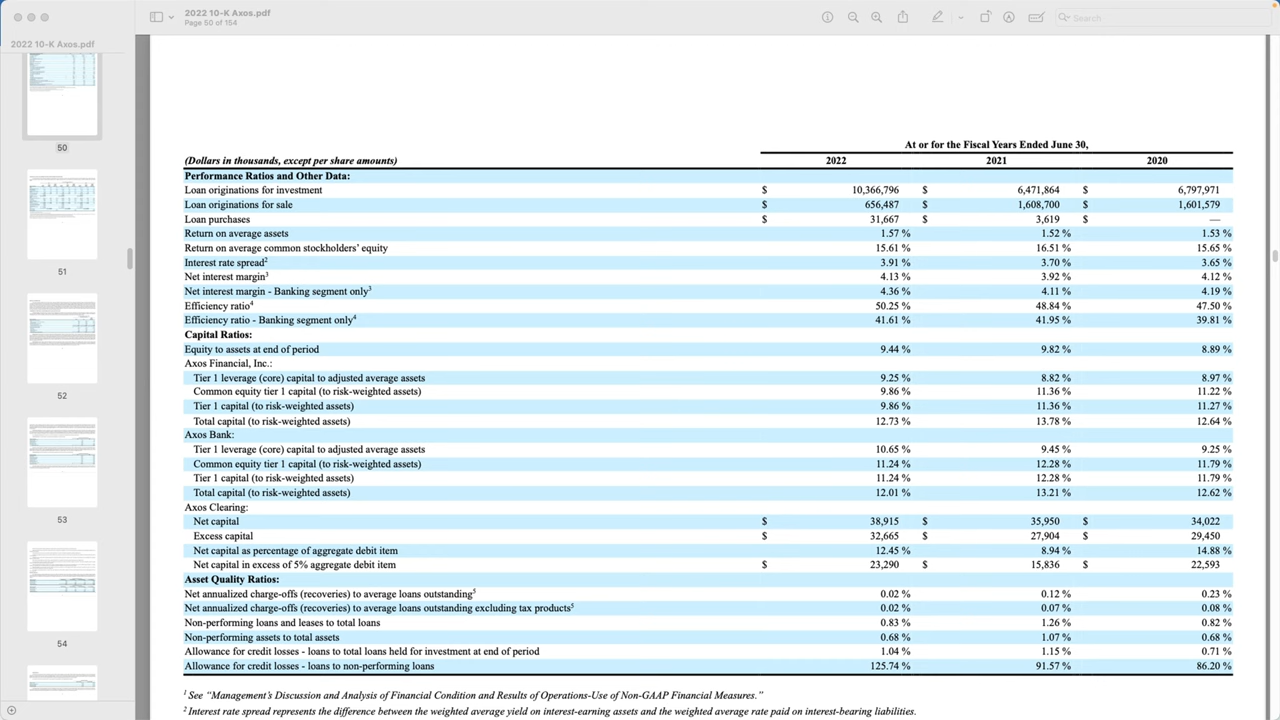 2022 10-K Axos.pdf
Page 50 of 154
Search
2022 10-K Axos.pdf
50
51
52
53
54
At or for the Fiscal Years Ended June 30,
(Dollars in thousands, except per share amounts) 2022 2021 2020
Performance Ratios and Other Data:
Loan originations for investment $ 10,366,796 $ 6,471,864 $ 6,797,971
Loan originations for sale $ 656,487 $ 1,608,700 $ 1,601,579
Loan purchases $ 31,667 $ 3,619 $ —
Return on average assets 1.57 % 1.52 % 1.53 %
Return on average common stockholders’ equity 15.61 % 16.51 % 15.65 %
Interest rate spread² 3.91 % 3.70 % 3.65 %
Net interest margin³ 4.13 % 3.92 % 4.12 %
Net interest margin - Banking segment only³ 4.36 % 4.11 % 4.19 %
Efficiency ratio⁴ 50.25 % 48.84 % 47.50 %
Efficiency ratio - Banking segment only⁴ 41.61 % 41.95 % 39.81 %
Capital Ratios:
Equity to assets at end of period 9.44 % 9.82 % 8.89 %
Axos Financial, Inc.:
Tier 1 leverage (core) capital to adjusted average assets 9.25 % 8.82 % 8.97 %
Common equity tier 1 capital (to risk-weighted assets) 9.86 % 11.36 % 11.22 %
Tier 1 capital (to risk-weighted assets) 9.86 % 11.36 % 11.27 %
Total capital (to risk-weighted assets) 12.73 % 13.78 % 12.64 %
Axos Bank:
Tier 1 leverage (core) capital to adjusted average assets 10.65 % 9.45 % 9.25 %
Common equity tier 1 capital (to risk-weighted assets) 11.24 % 12.28 % 11.79 %
Tier 1 capital (to risk-weighted assets) 11.24 % 12.28 % 11.79 %
Total capital (to risk-weighted assets) 12.01 % 13.21 % 12.62 %
Axos Clearing:
Net capital $ 38,915 $ 35,950 $ 34,022
Excess capital $ 32,665 $ 27,904 $ 29,450
Net capital as percentage of aggregate debit item 12.45 % 8.94 % 14.88 %
Net capital in excess of 5% aggregate debit item $ 23,290 $ 15,836 $ 22,593
Asset Quality Ratios:
Net annualized charge-offs (recoveries) to average loans outstanding⁵ 0.02 % 0.12 % 0.23 %
Net annualized charge-offs (recoveries) to average loans outstanding excluding tax products⁵ 0.02 % 0.07 % 0.08 %
Non-performing loans and leases to total loans 0.83 % 1.26 % 0.82 %
Non-performing assets to total assets 0.68 % 1.07 % 0.68 %
Allowance for credit losses - loans to total loans held for investment at end of period 1.04 % 1.15 % 0.71 %
Allowance for credit losses - loans to non-performing loans 125.74 % 91.57 % 86.20 %
¹ See “Management’s Discussion and Analysis of Financial Condition and Results of Operations-Use of Non-GAAP Financial Measures.”
² Interest rate spread represents the difference between the weighted average yield on interest-earning assets and the weighted average rate paid on interest-bearing liabilities.